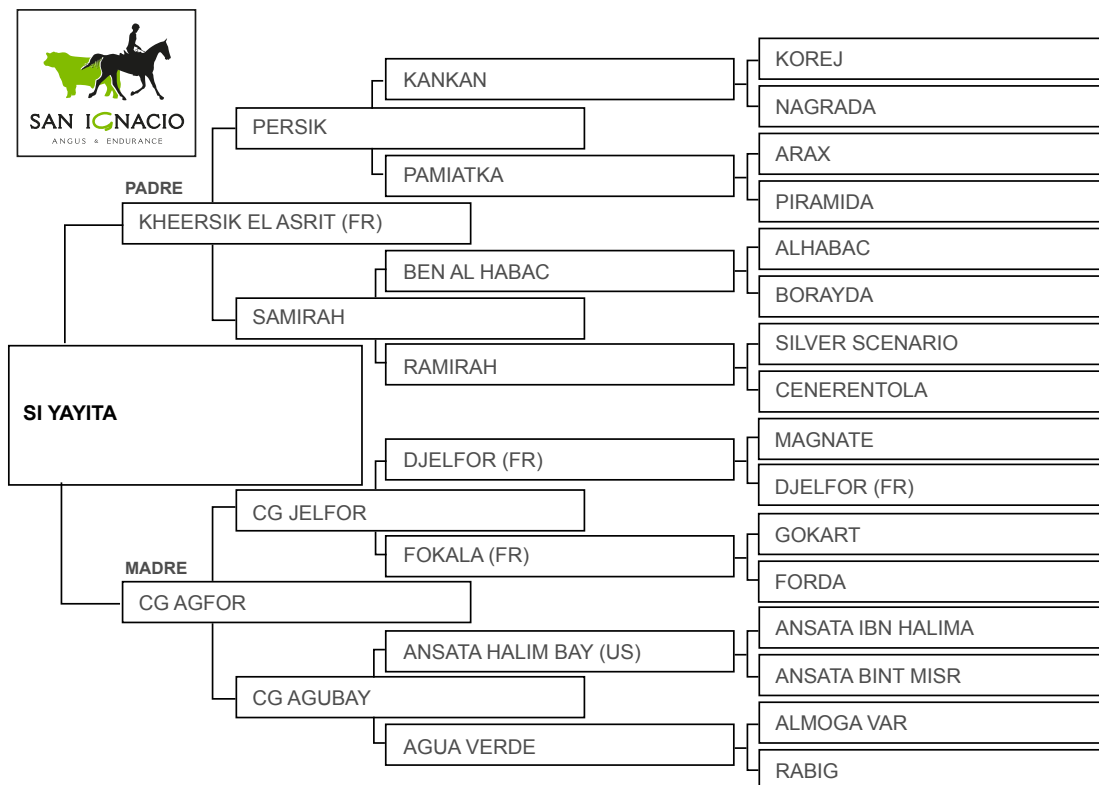 SAN IGNACIO
ANGUS & ENDURANCE
KOREJ
KANKAN
NAGRADA
PERSIK
ARAX
PAMIATKA
PIRAMIDA
PADRE
KHEERSIK EL ASRIT (FR)
ALHABAC
BEN AL HABAC
BORAYDA
SAMIRAH
SILVER SCENARIO
RAMIRAH
CENERENTOLA
SI YAYITA
MAGNATE
DJELFOR (FR)
DJELFOR (FR)
CG JELFOR
GOKART
FOKALA (FR)
FORDA
MADRE
CG AGFOR
ANSATA IBN HALIMA
ANSATA HALIM BAY (US)
ANSATA BINT MISR
CG AGUBAY
ALMOGA VAR
AGUA VERDE
RABIG